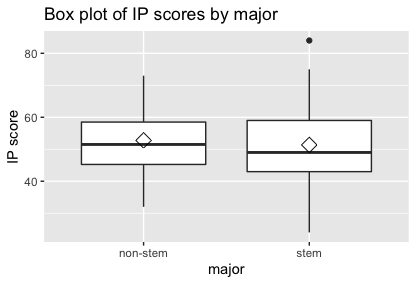 Box plot of IP scores by major
IP score
80
60
40
non-stem
stem
major